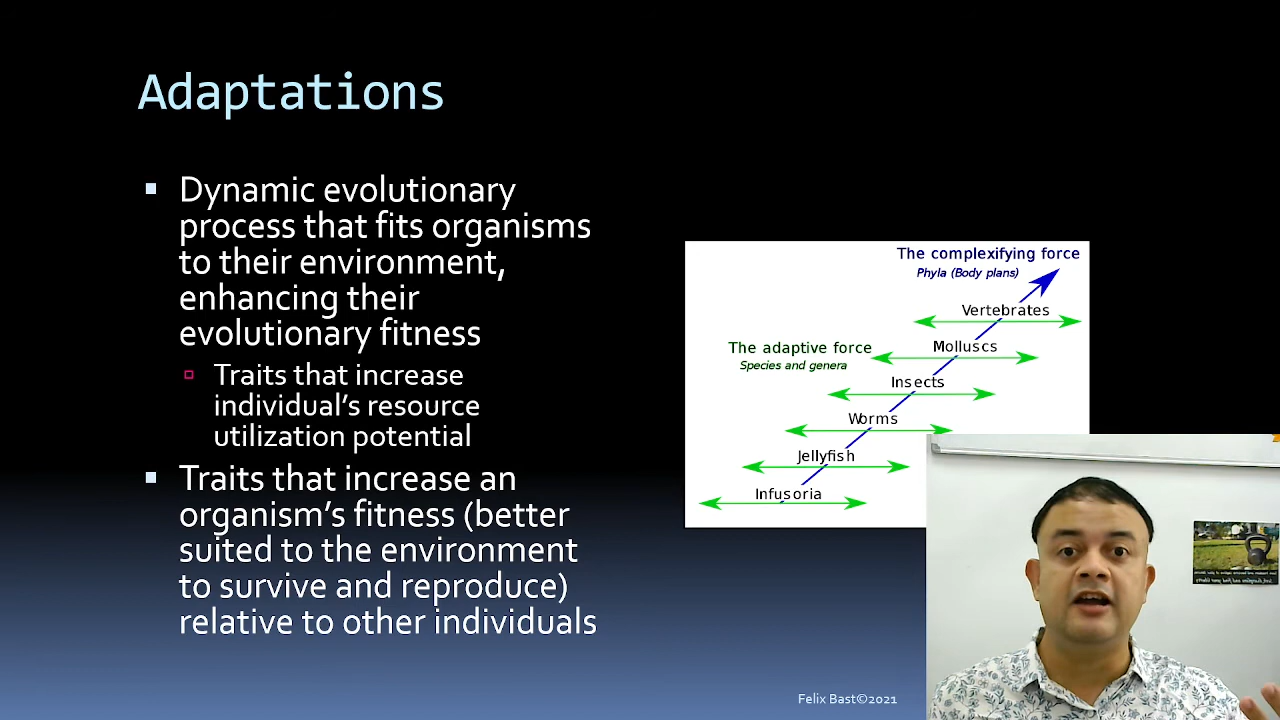 Adaptations
Dynamic evolutionary
process that fits organisms
to their environment,
enhancing their
evolutionary fitness
Traits that increase
individual's resource
utilization potential
Traits that increase an
organism's fitness (better
suited to the environment
to survive and reproduce)
relative to other individuals
The complexifying force
Phyla (Body plans)
Vertebrates
The adaptive force
Species and genera
Molluscs
Insects
Worms
Jellyfish
Infusoria
Felix Bast©2021